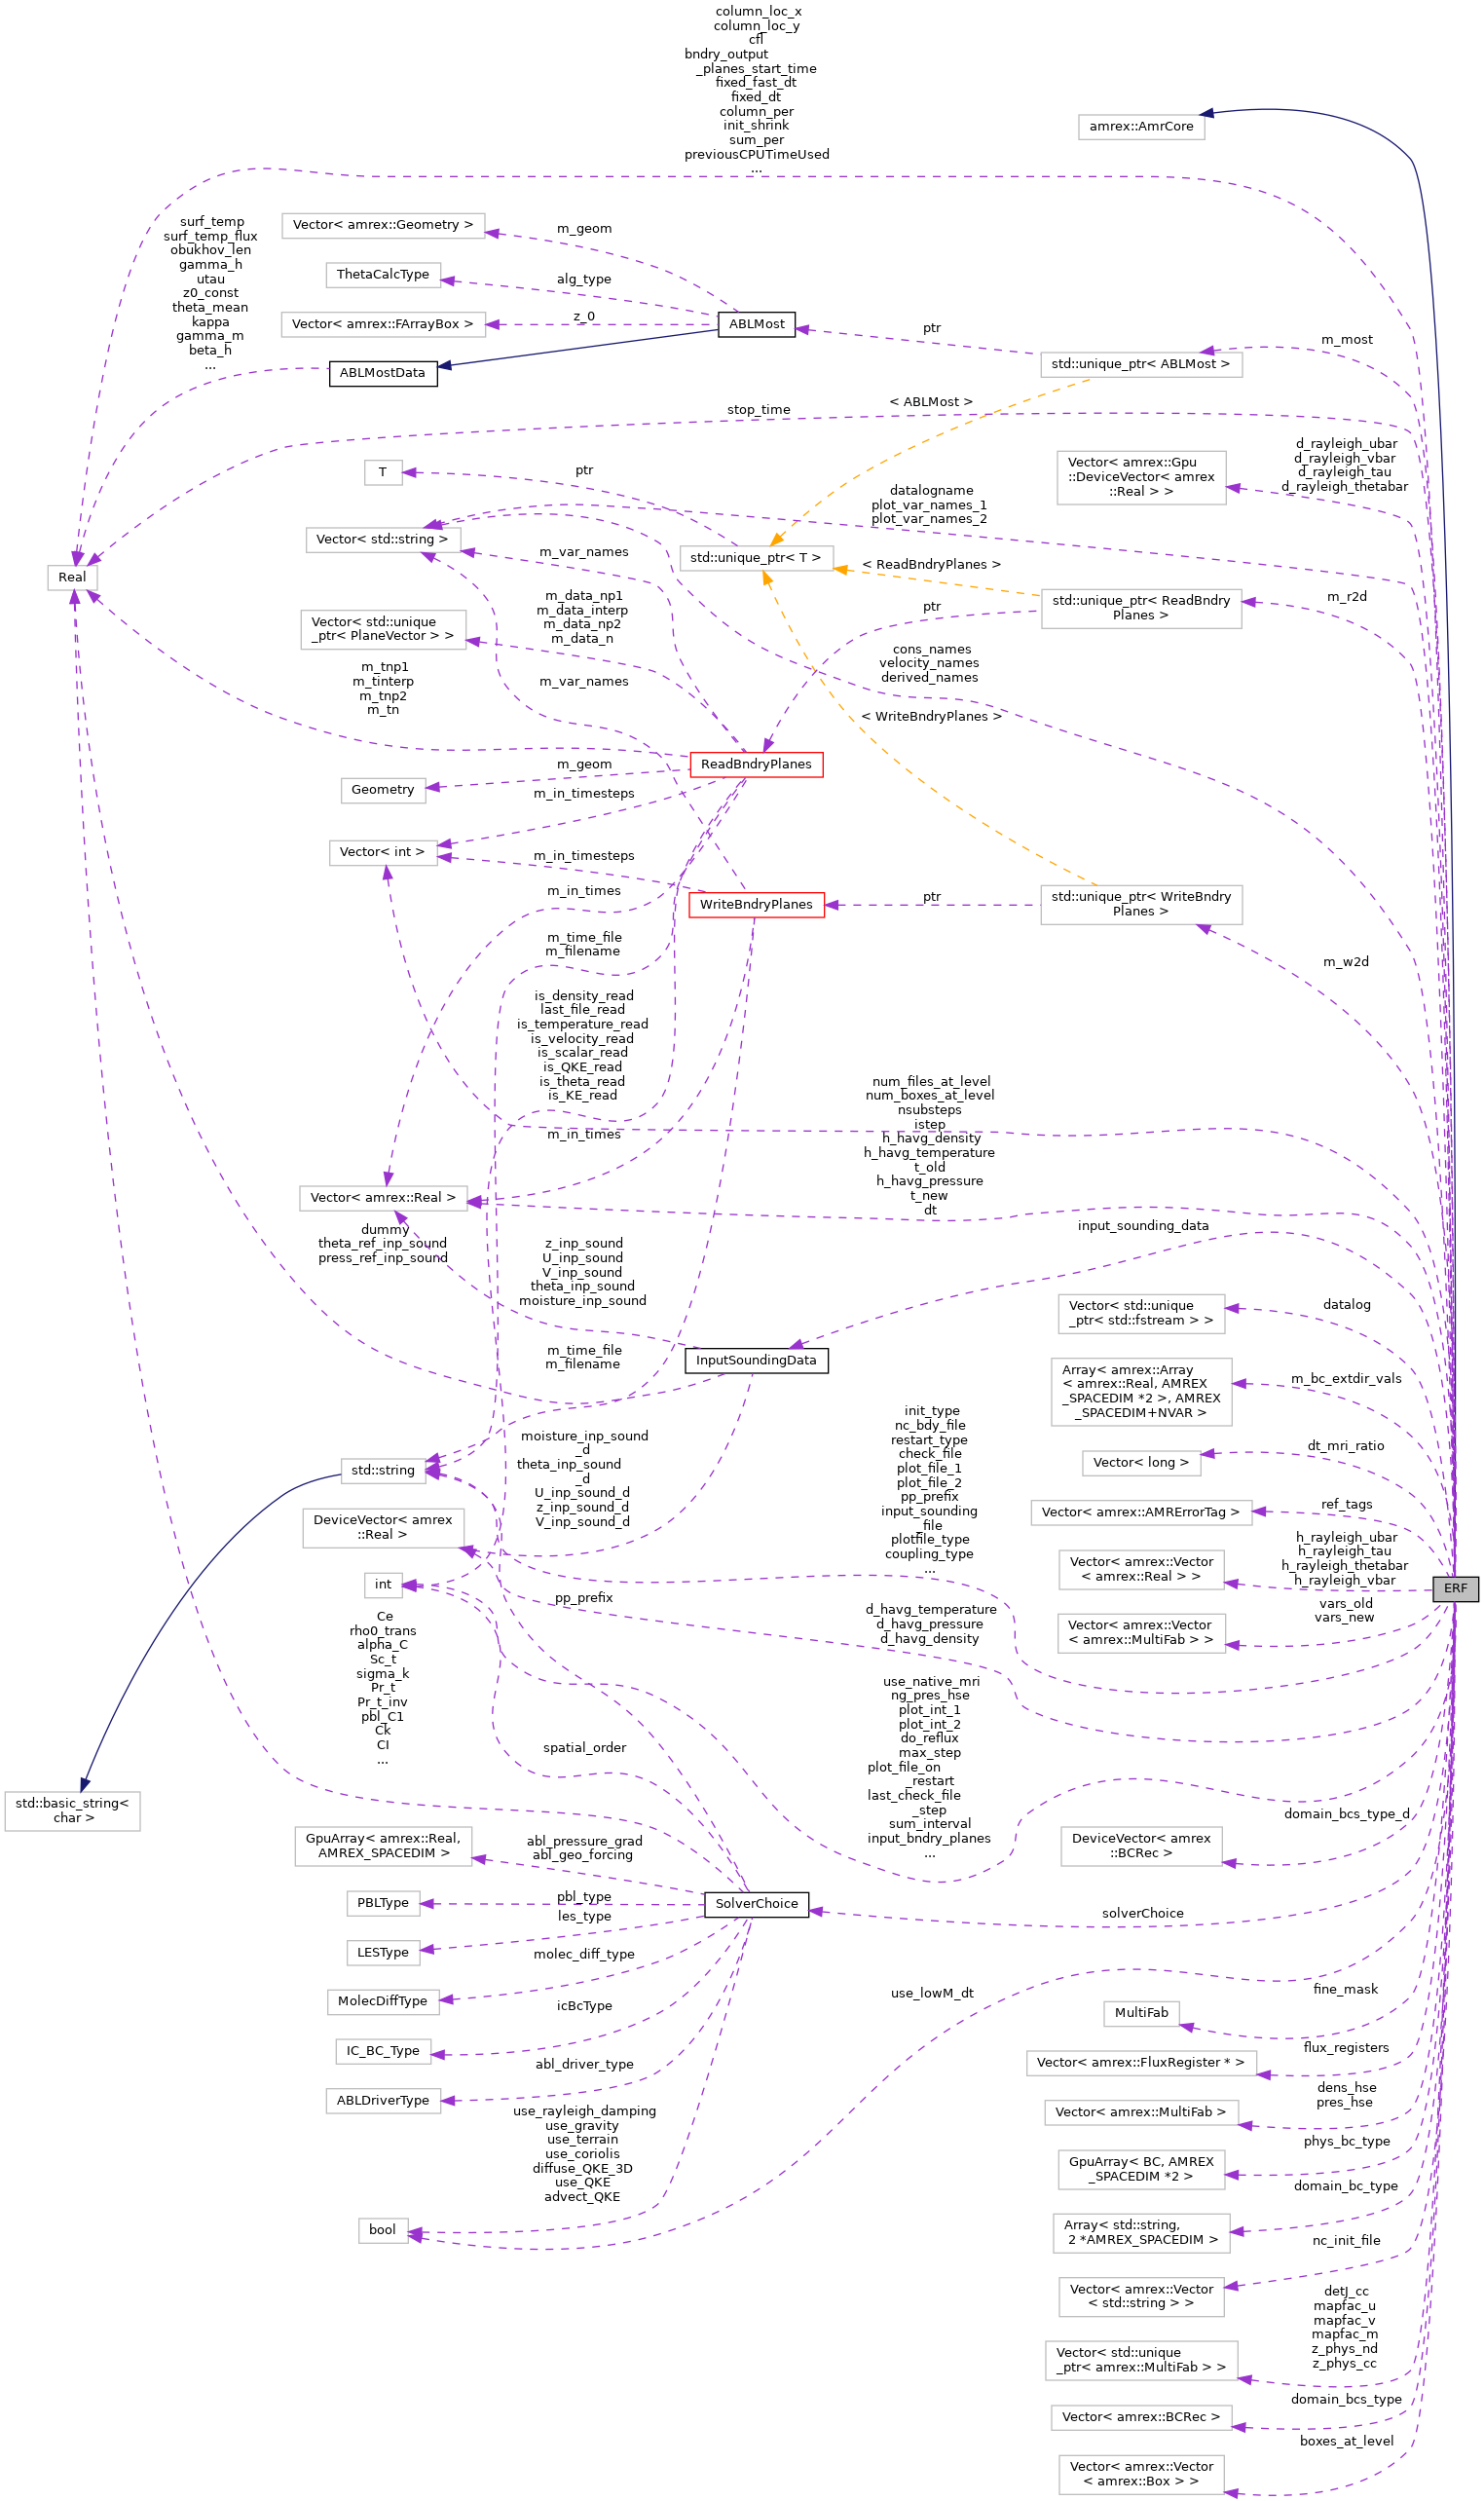 column_loc_x
column_loc_y
cfl
bndry_output
_planes_start_time
fixed_fast_dt
fixed_dt
column_per
init_shrink
sum_per
previousCPUTimeUsed
...
amrex::AmrCore
surf_temp
surf_temp_flux
obukhov_len
gamma_h
utau
z0_const
theta_mean
kappa
gamma_m
beta_h
...
Vector< amrex::Geometry >
m_geom
ThetaCalcType
alg_type
Vector< amrex::FArrayBox >
z_0
ABLMost
ABLMostData
ptr
std::unique_ptr< ABLMost >
m_most
stop_time
< ABLMost >
T
ptr
Vector< amrex::Gpu
::DeviceVector< amrex
::Real > >
d_rayleigh_ubar
d_rayleigh_vbar
d_rayleigh_tau
d_rayleigh_thetabar
datalogname
plot_var_names_1
plot_var_names_2
Vector< std::string >
m_var_names
std::unique_ptr< T >
< ReadBndryPlanes >
Real
Vector< std::unique
_ptr< PlaneVector > >
m_data_np1
m_data_interp
m_data_np2
m_data_n
ptr
std::unique_ptr< ReadBndry
Planes >
m_r2d
m_tnp1
m_tinterp
m_tnp2
m_tn
m_var_names
cons_names
velocity_names
derived_names
< WriteBndryPlanes >
ReadBndryPlanes
m_geom
Geometry
m_in_timesteps
Vector< int >
m_in_timesteps
m_in_times
WriteBndryPlanes
ptr
std::unique_ptr< WriteBndry
Planes >
m_time_file
m_filename
m_w2d
is_density_read
last_file_read
is_temperature_read
is_velocity_read
is_scalar_read
is_QKE_read
is_theta_read
is_KE_read
num_files_at_level
num_boxes_at_level
nsubsteps
istep
h_havg_density
h_havg_temperature
t_old
h_havg_pressure
t_new
dt
m_in_times
Vector< amrex::Real >
dummy
theta_ref_inp_sound
press_ref_inp_sound
z_inp_sound
U_inp_sound
V_inp_sound
theta_inp_sound
moisture_inp_sound
input_sounding_data
Vector< std::unique
_ptr< std::fstream > >
datalog
m_time_file
m_filename
InputSoundingData
Array< amrex::Array
< amrex::Real, AMREX
_SPACEDIM *2 >, AMREX
_SPACEDIM+NVAR >
m_bc_extdir_vals
std::string
moisture_inp_sound
_d
theta_inp_sound
_d
U_inp_sound_d
z_inp_sound_d
V_inp_sound_d
init_type
nc_bdy_file
restart_type
check_file
plot_file_1
plot_file_2
pp_prefix
input_sounding
_file
plotfile_type
coupling_type
...
Vector< long >
dt_mri_ratio
Vector< amrex::AMRErrorTag >
ref_tags
DeviceVector< amrex
::Real >
Vector< amrex::Vector
< amrex::Real > >
h_rayleigh_ubar
h_rayleigh_tau
h_rayleigh_thetabar
h_rayleigh_vbar
ERF
int
pp_prefix
d_havg_temperature
d_havg_pressure
d_havg_density
Vector< amrex::Vector
< amrex::MultiFab > >
vars_old
vars_new
Ce
rho0_trans
alpha_C
Sc_t
sigma_k
Pr_t
Pr_t_inv
pbl_C1
Ck
CI
...
use_native_mri
ng_pres_hse
plot_int_1
plot_int_2
do_reflux
max_step
plot_file_on
_restart
last_check_file
_step
sum_interval
input_bndry_planes
...
spatial_order
std::basic_string<
char >
GpuArray< amrex::Real,
AMREX_SPACEDIM >
abl_pressure_grad
abl_geo_forcing
DeviceVector< amrex
::BCRec >
domain_bcs_type_d
PBLType
pbl_type
SolverChoice
solverChoice
LESType
les_type
MolecDiffType
molec_diff_type
use_lowM_dt
MultiFab
fine_mask
IC_BC_Type
icBcType
Vector< amrex::FluxRegister * >
flux_registers
ABLDriverType
abl_driver_type
Vector< amrex::MultiFab >
dens_hse
pres_hse
use_rayleigh_damping
use_gravity
use_terrain
use_coriolis
diffuse_QKE_3D
use_QKE
advect_QKE
GpuArray< BC, AMREX
_SPACEDIM *2 >
phys_bc_type
bool
Array< std::string,
2 *AMREX_SPACEDIM >
domain_bc_type
Vector< amrex::Vector
< std::string > >
nc_init_file
Vector< std::unique
_ptr< amrex::MultiFab > >
detJ_cc
mapfac_u
mapfac_v
mapfac_m
z_phys_nd
z_phys_cc
Vector< amrex::BCRec >
domain_bcs_type
Vector< amrex::Vector
< amrex::Box > >
boxes_at_level